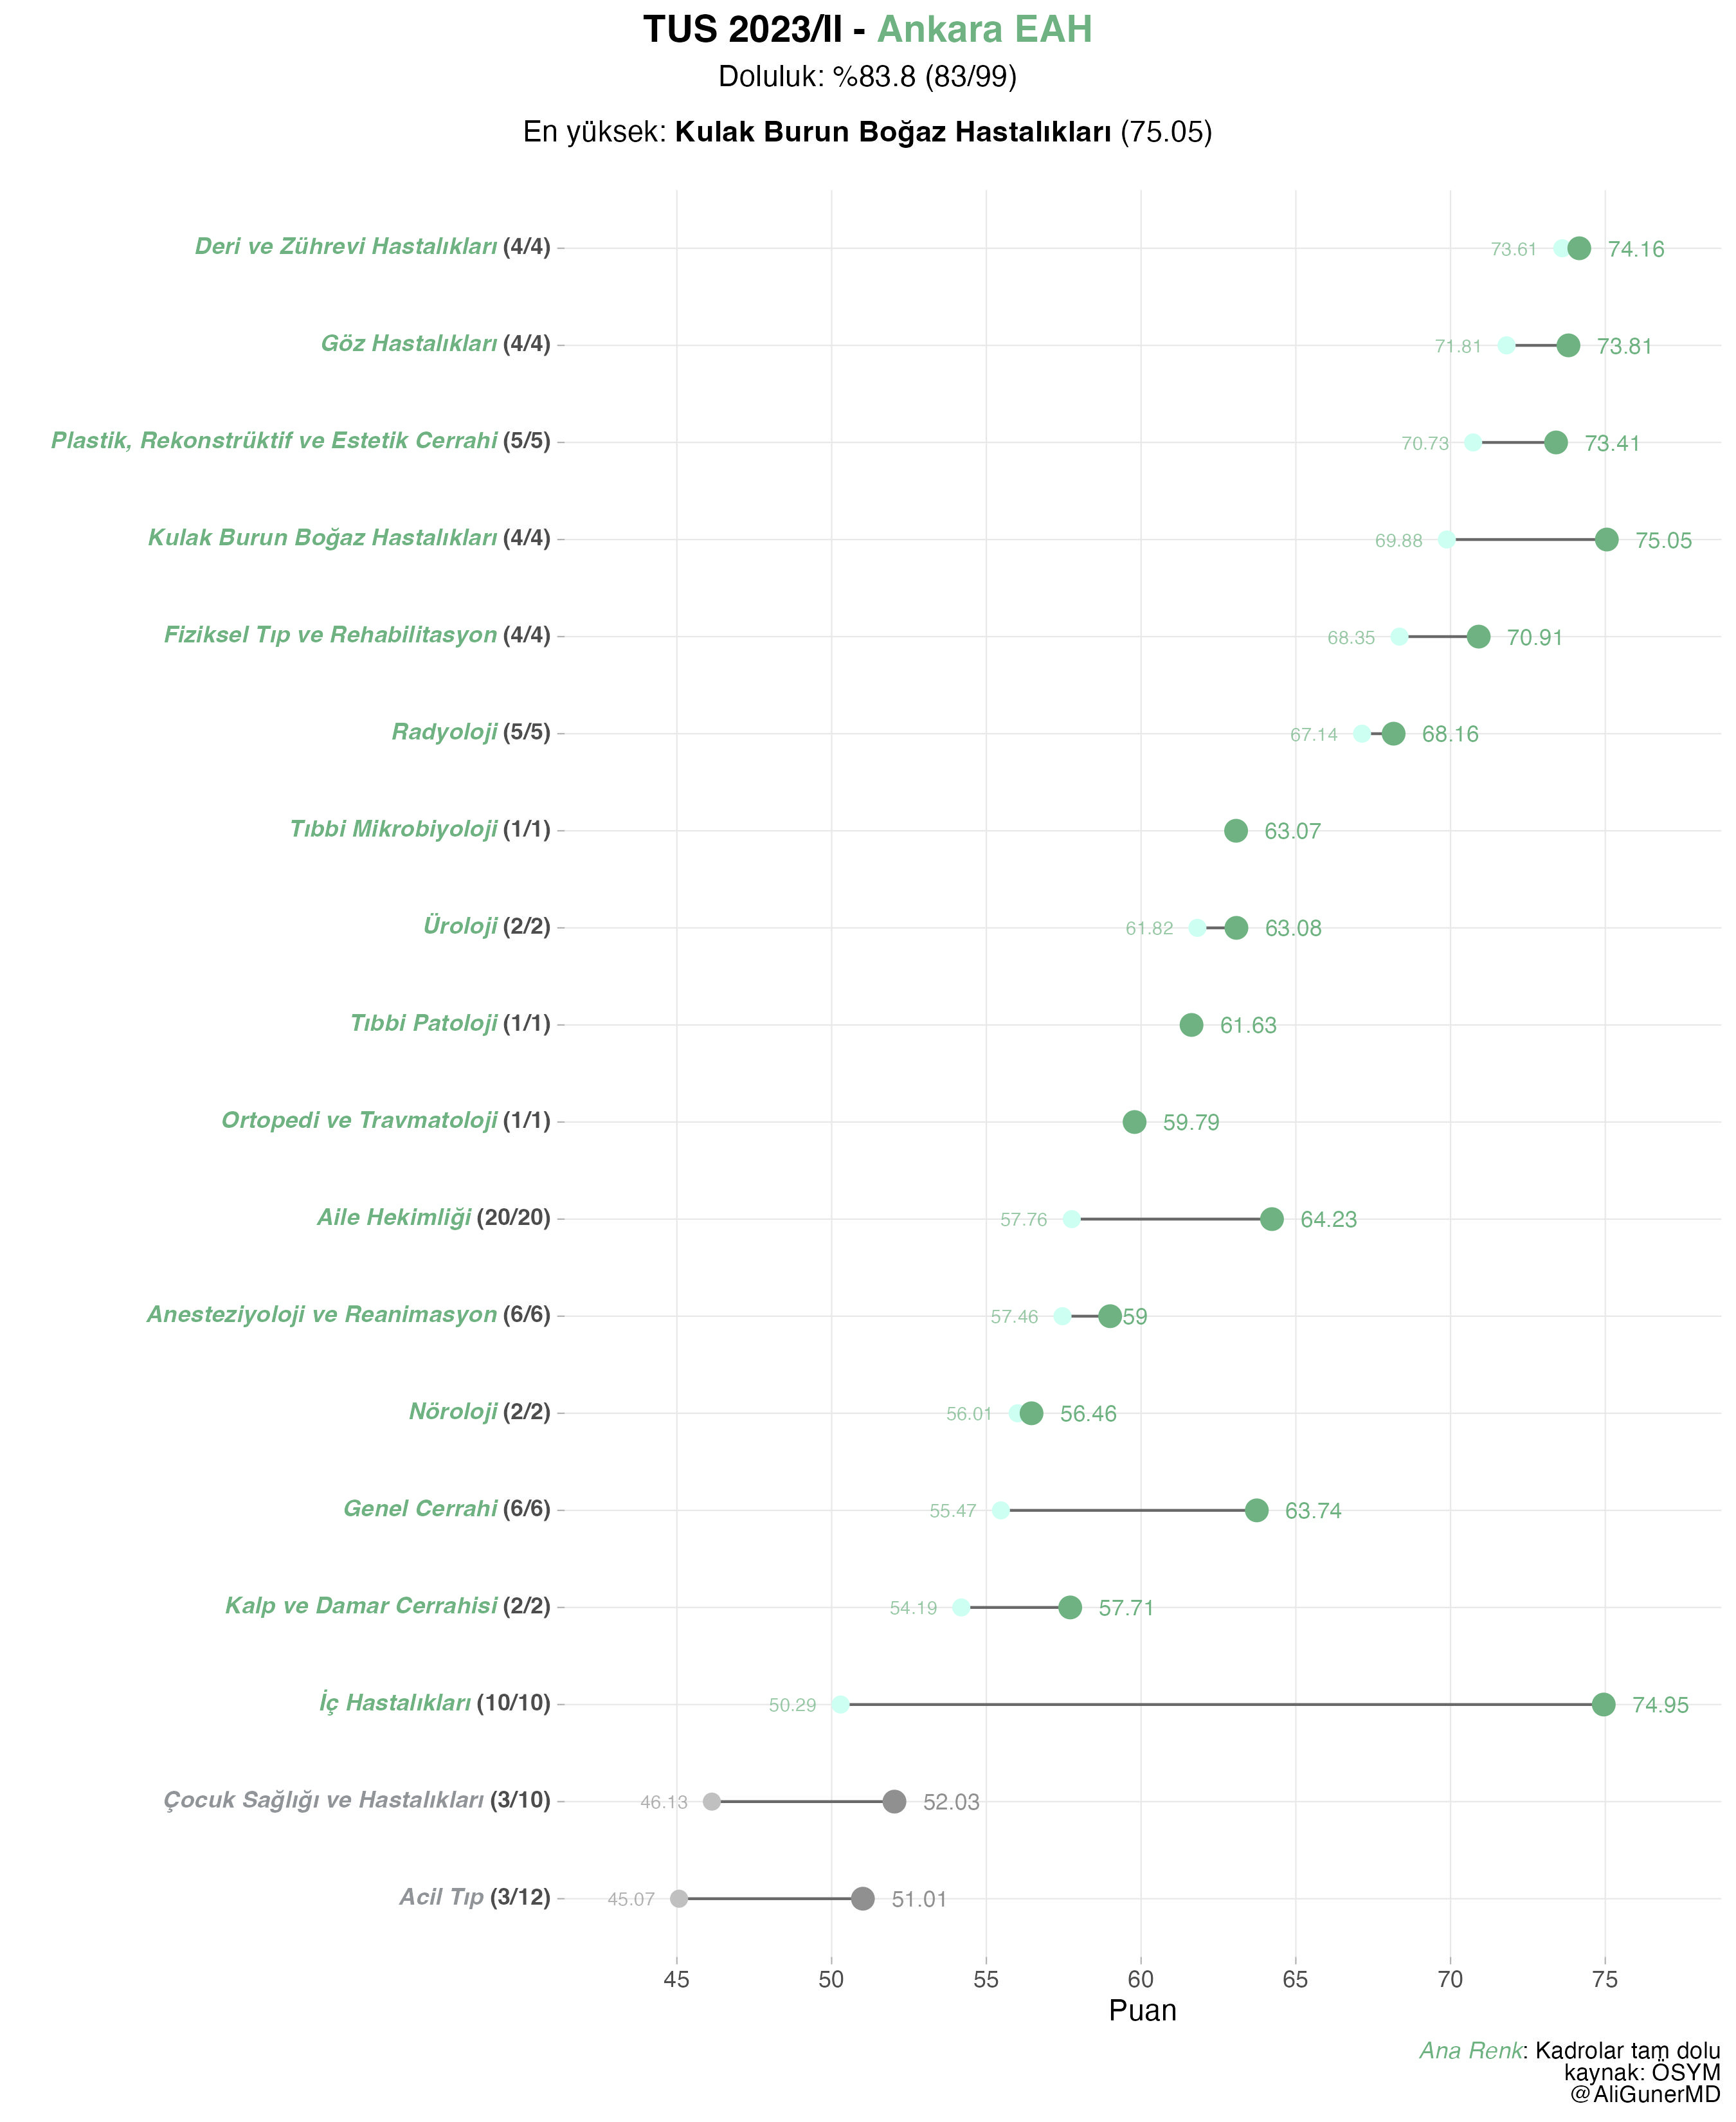 TUS 2023/II - Ankara EAH
Doluluk: %83.8 (83/99)
En yüksek: Kulak Burun Boğaz Hastalıkları (75.05)
Deri ve Zührevi Hastalıkları (4/4) 73.61 74.16
Göz Hastalıkları (4/4) 71.81 73.81
Plastik, Rekonstrüktif ve Estetik Cerrahi (5/5) 70.73 73.41
Kulak Burun Boğaz Hastalıkları (4/4) 69.88 75.05
Fiziksel Tıp ve Rehabilitasyon (4/4) 68.35 70.91
Radyoloji (5/5) 67.14 68.16
Tıbbi Mikrobiyoloji (1/1) 63.07
Üroloji (2/2) 61.82 63.08
Tıbbi Patoloji (1/1) 61.63
Ortopedi ve Travmatoloji (1/1) 59.79
Aile Hekimliği (20/20) 57.76 64.23
Anesteziyoloji ve Reanimasyon (6/6) 57.46 59
Nöroloji (2/2) 56.01 56.46
Genel Cerrahi (6/6) 55.47 63.74
Kalp ve Damar Cerrahisi (2/2) 54.19 57.71
İç Hastalıkları (10/10) 50.29 74.95
Çocuk Sağlığı ve Hastalıkları (3/10) 46.13 52.03
Acil Tıp (3/12) 45.07 51.01
45 50 55 60 65 70 75
Puan
Ana Renk: Kadrolar tam dolu
kaynak: ÖSYM
@AliGunerMD